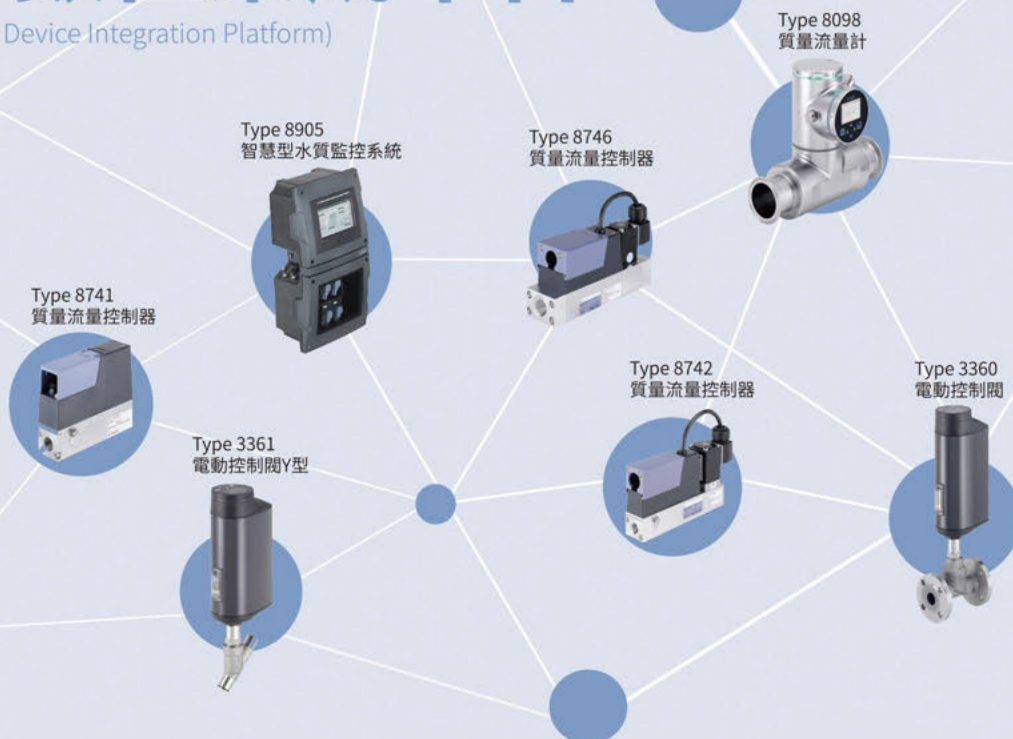 Device Integration Platform)
Type 8098
質量流量計
Type 8905
智慧型水質監控系統
Type 8746
質量流量控制器
Type 8741
質量流量控制器
Type 8742
質量流量控制器
Type 3360
電動控制閥
Type 3361
電動控制閥Y型